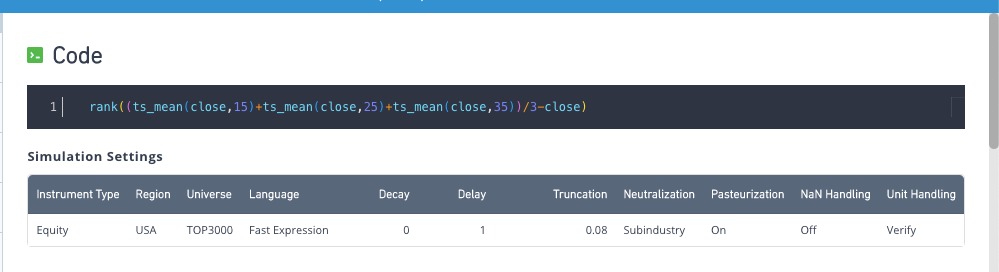 Code
1 rank((ts_mean(close,15)+ts_mean(close,25)+ts_mean(close,35))/3-close)
Simulation Settings
Instrument Type Region Universe Language Decay Delay Truncation Neutralization Pasteurization NaN Handling Unit Handling
Equity USA TOP3000 Fast Expression 0 1 0.08 Subindustry On Off Verify